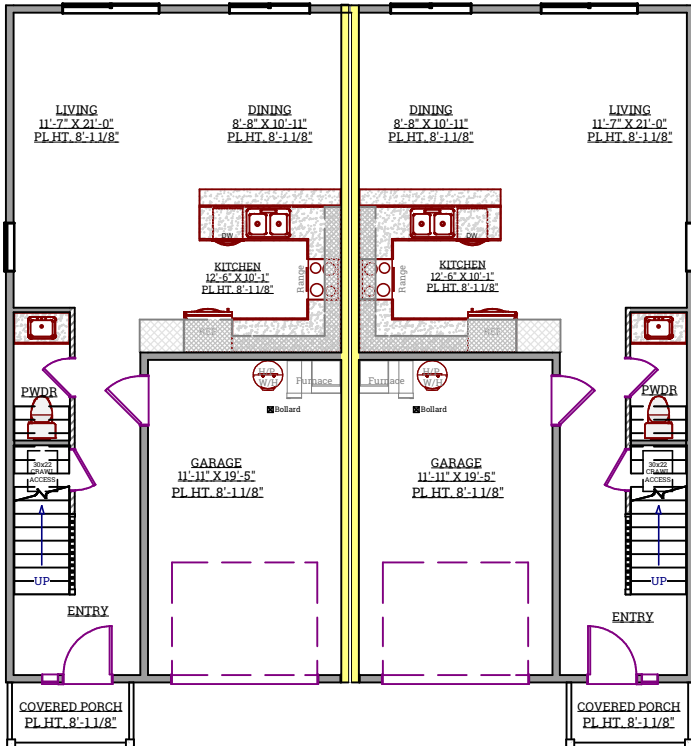 LIVING
11'-7" X 21'-0"
PL HT. 8'-1 1/8"
DINING
8'-8" X 10'-11"
PL HT. 8'-1 1/8"
DINING
8'-8" X 10'-11"
PL HT. 8'-1 1/8"
LIVING
11'-7" X 21'-0"
PL HT. 8'-1 1/8"
DW
DW
KITCHEN
12'-6" X 10'-1"
PL HT. 8'-1 1/8"
Range
Range
KITCHEN
12'-6" X 10'-1"
PL HT. 8'-1 1/8"
REF
REF
PWDR
H/P
W/H
Furnace
Furnace
H/P
W/H
PWDR
Bollard
Bollard
30x22
CRAWL
ACCESS
GARAGE
11'-11" X 19'-5"
PL HT. 8'-1 1/8"
GARAGE
11'-11" X 19'-5"
PL HT. 8'-1 1/8"
30x22
CRAWL
ACCESS
UP
UP
ENTRY
ENTRY
COVERED PORCH
PL HT. 8'-1 1/8"
COVERED PORCH
PL HT. 8'-1 1/8"